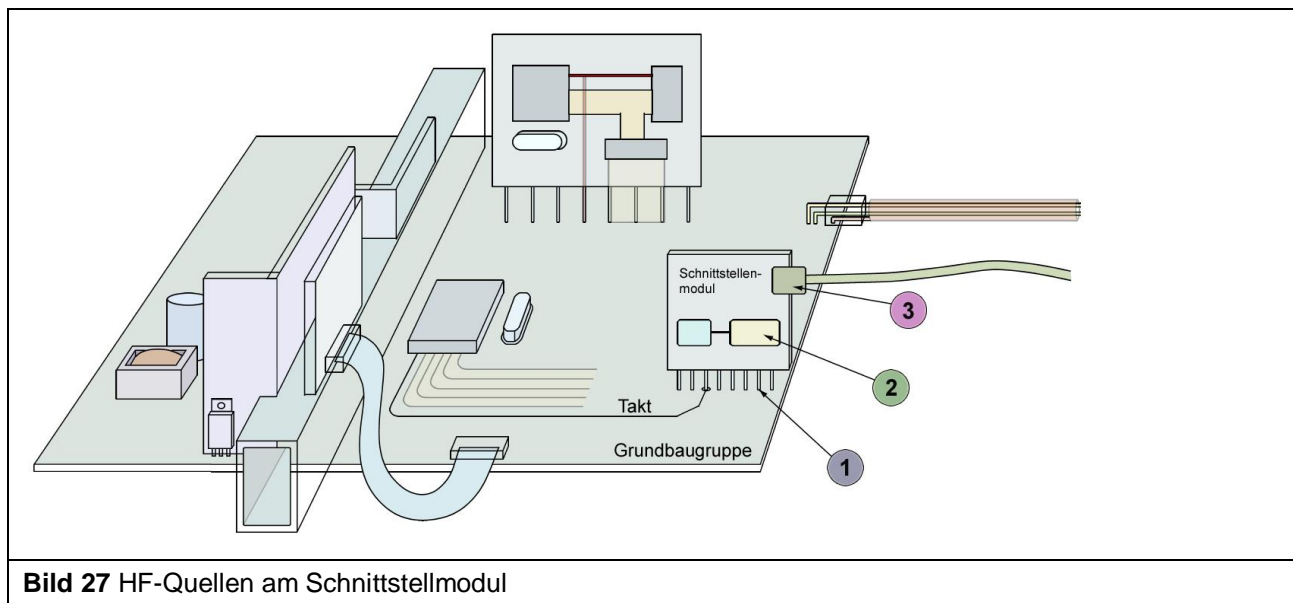 Schnittstellen-
modul
3
2
Takt
1
Grundbaugruppe
Bild 27 HF-Quellen am Schnittstellmodul